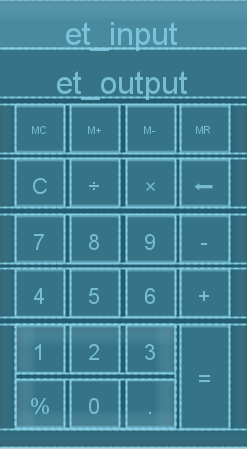 et_input
et_output
MC M+ M- MR
C ÷ × ←
7 8 9 -
4 5 6 +
1 2 3
=
% 0 .